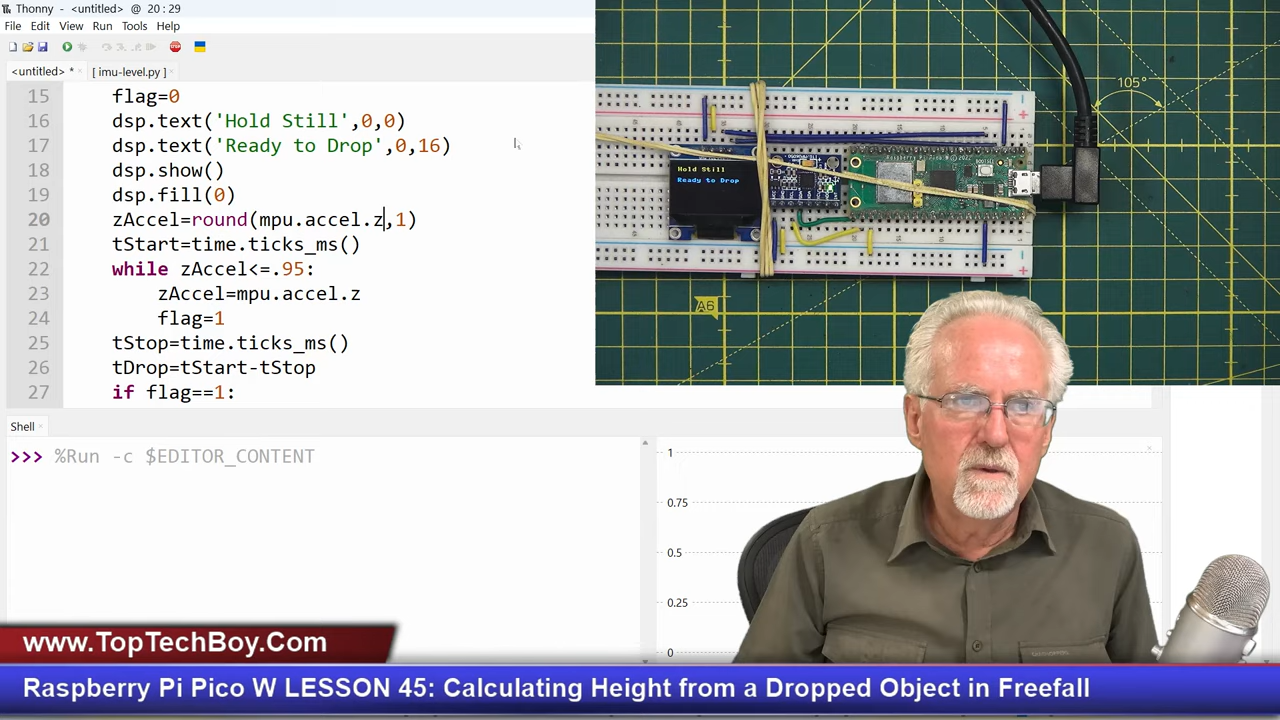 Thonny - <untitled> @ 20 : 29
File Edit View Run Tools Help
<untitled> * [ imu-level.py ]
15 flag=0
16 dsp.text('Hold Still',0,0)
17 dsp.text('Ready to Drop',0,16)
18 dsp.show()
19 dsp.fill(0)
20 zAccel=round(mpu.accel.z,1)
21 tStart=time.ticks_ms()
22 while zAccel<=.95:
23 zAccel=mpu.accel.z
24 flag=1
25 tStop=time.ticks_ms()
26 tDrop=tStart-tStop
27 if flag==1:
Hold Still
Ready to Drop
Raspberry Pi Pico W 2022
105°
A6
Shell
>>> %Run -c $EDITOR_CONTENT
1
0.75
0.5
0.25
0
www.TopTechBoy.Com
Raspberry Pi Pico W LESSON 45: Calculating Height from a Dropped Object in Freefall